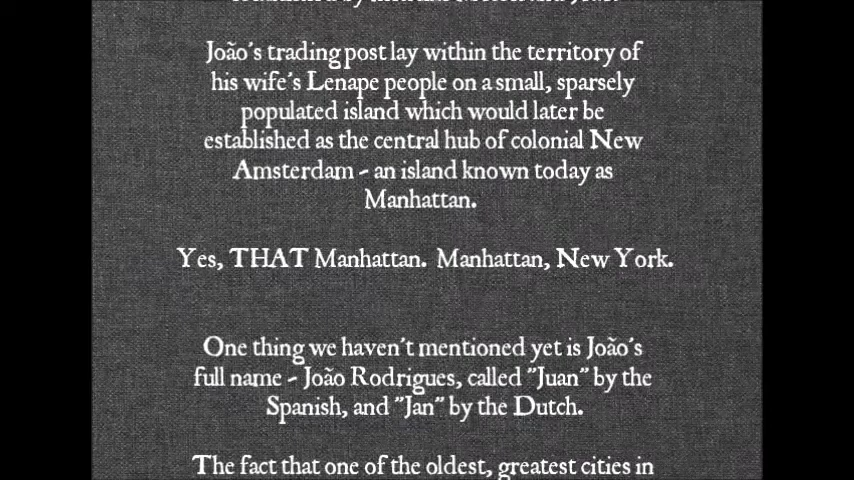 João's trading post lay within the territory of
his wife's Lenape people on a small, sparsely
populated island which would later be
established as the central hub of colonial New
Amsterdam - an island known today as
Manhattan.
Yes, THAT Manhattan. Manhattan, New York.
One thing we haven't mentioned yet is João's
full name - João Rodrigues, called "Juan" by the
Spanish, and "Jan" by the Dutch.
The fact that one of the oldest, greatest cities in